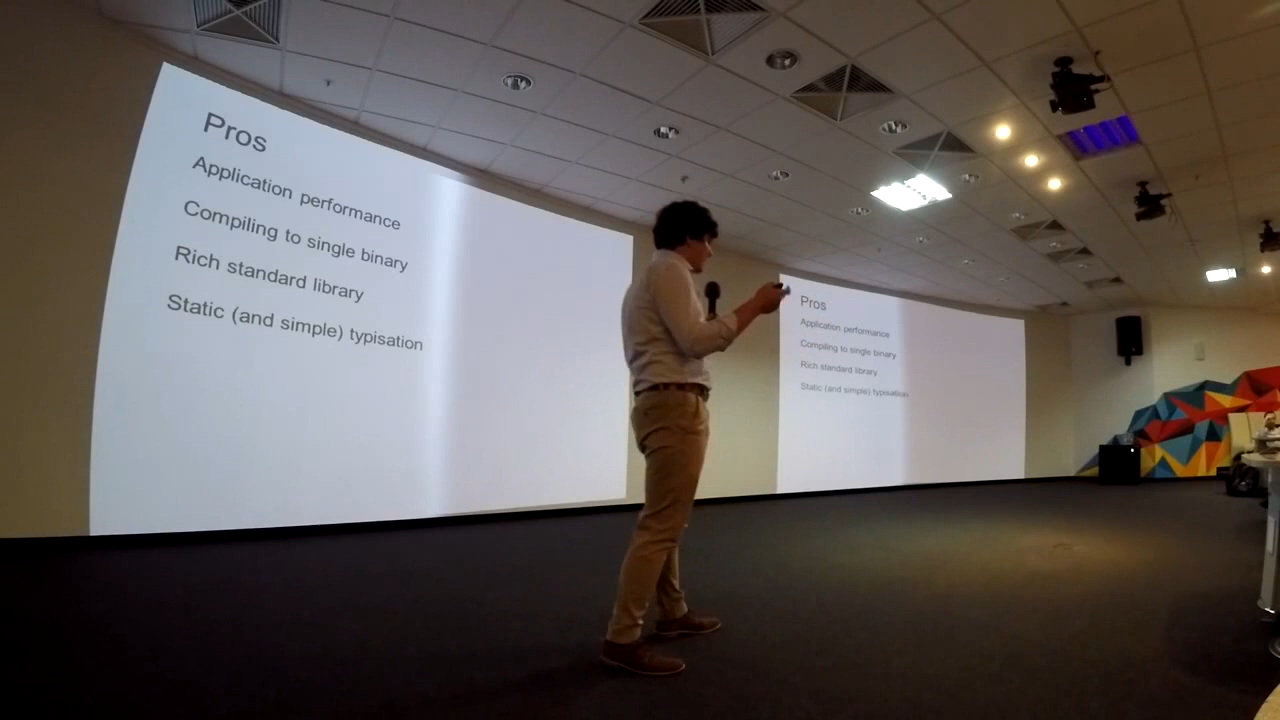 Pros
Application performance
Compiling to single binary
Rich standard library
Static (and simple) typisation
Pros
Application performance
Compiling to single binary
Rich standard library
Static (and simple) typisation